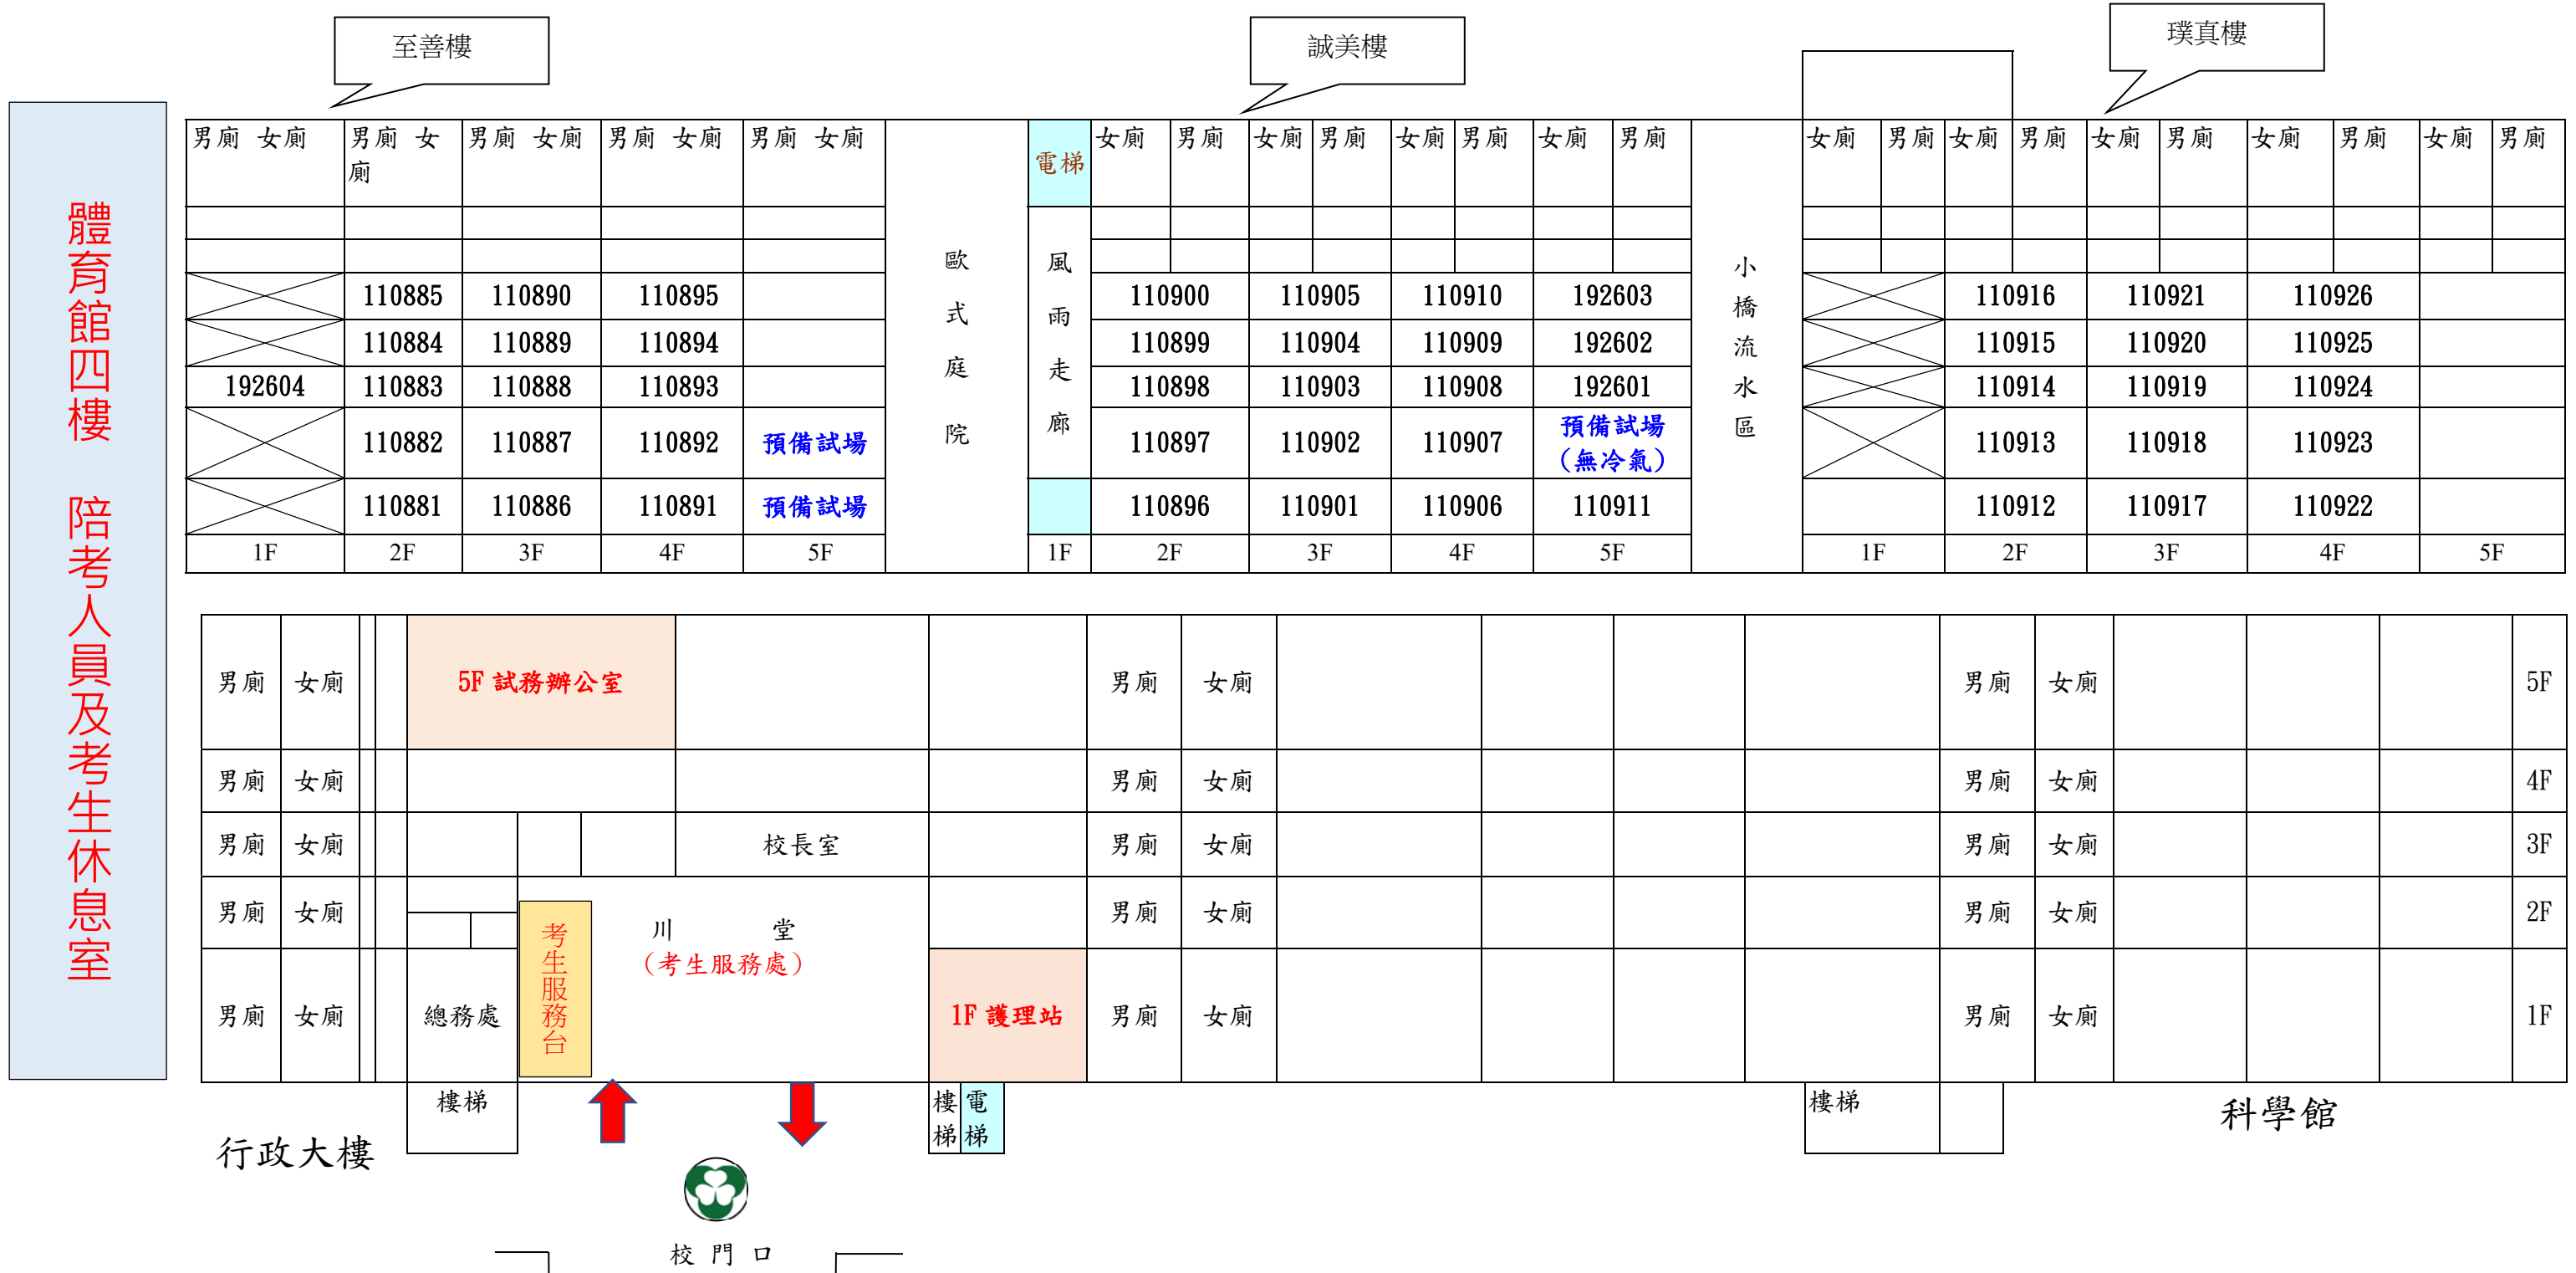 至善樓
誠美樓
璞真樓
體育館四樓 陪考人員及考生休息室
男廁 女廁 男廁 女廁 男廁 女廁 男廁 女廁 男廁 女廁
110885 110890 110895
110884 110889 110894
192604 110883 110888 110893
110882 110887 110892 預備試場
110881 110886 110891 預備試場
1F 2F 3F 4F 5F
歐式庭院
電梯
風雨走廊
1F
女廁 男廁 女廁 男廁 女廁 男廁 女廁 男廁
110900 110905 110910 192603
110899 110904 110909 192602
110898 110903 110908 192601
110897 110902 110907 預備試場
(無冷氣)
110896 110901 110906 110911
2F 3F 4F 5F
小橋流水區
女廁 男廁 女廁 男廁 女廁 男廁 女廁 男廁 女廁 男廁
110916 110921 110926
110915 110920 110925
110914 110919 110924
110913 110918 110923
110912 110917 110922
1F 2F 3F 4F 5F
男廁 女廁 5F 試務辦公室 男廁 女廁 男廁 女廁 5F
男廁 女廁 男廁 女廁 男廁 女廁 4F
男廁 女廁 校長室 男廁 女廁 男廁 女廁 3F
男廁 女廁 川 堂 男廁 女廁 男廁 女廁 2F
(考生服務處)
考生服務台
男廁 女廁 總務處 1F 護理站 男廁 女廁 男廁 女廁 1F
樓梯 樓梯 電梯 樓梯
行政大樓
科學館
校門口